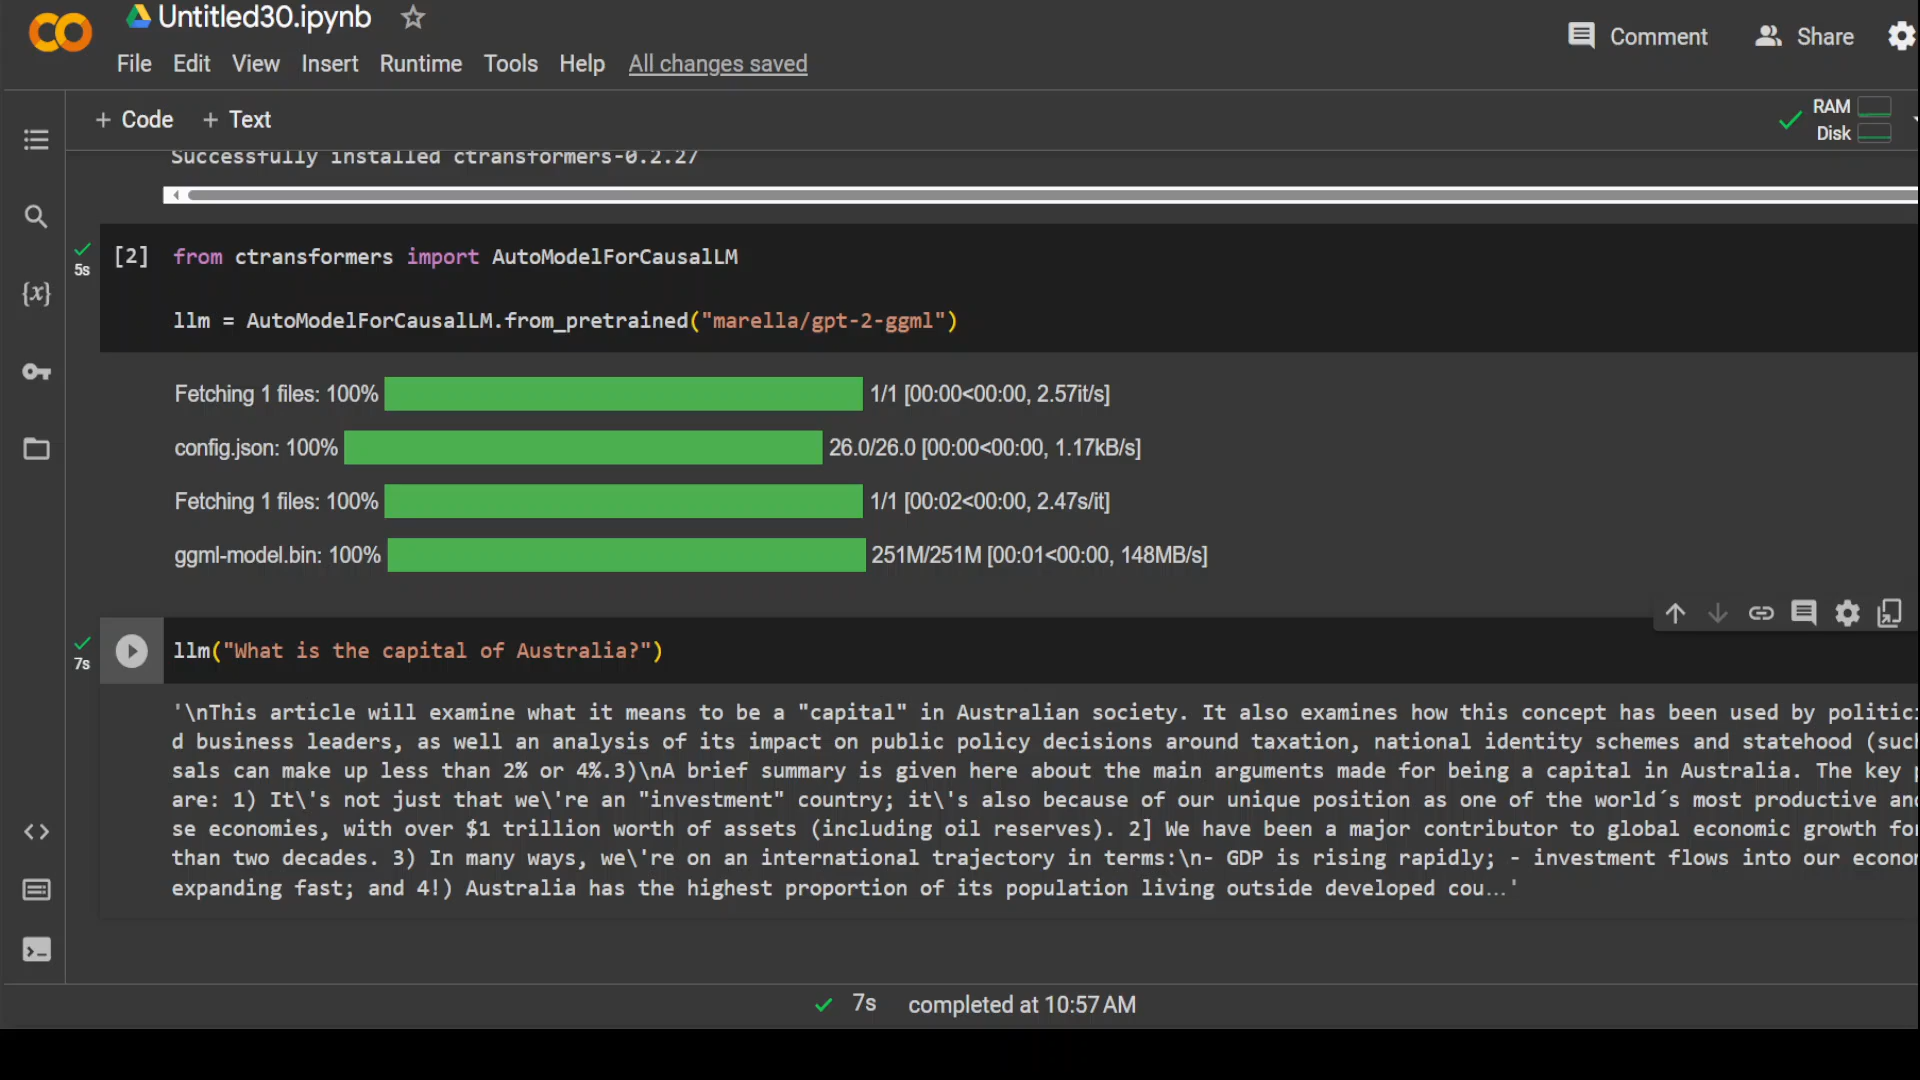 Untitled30.ipynb
Comment
Share
File Edit View Insert Runtime Tools Help All changes saved
+ Code + Text
RAM
Disk
Successfully installed ctransformers-0.2.27
{x}
5s
[2] from ctransformers import AutoModelForCausalLM
llm = AutoModelForCausalLM.from_pretrained("marella/gpt-2-ggml")
Fetching 1 files: 100% 1/1 [00:00<00:00, 2.57it/s]
config.json: 100% 26.0/26.0 [00:00<00:00, 1.17kB/s]
Fetching 1 files: 100% 1/1 [00:02<00:00, 2.47s/it]
ggml-model.bin: 100% 251M/251M [00:01<00:00, 148MB/s]
7s
llm("What is the capital of Australia?")
'\nThis article will examine what it means to be a "capital" in Australian society. It also examines how this concept has been used by
d business leaders, as well an analysis of its impact on public policy decisions around taxation, national identity schemes and statehood
sals can make up less than 2% or 4%.3)\nA brief summary is given here about the main arguments made for being a capital in Australia. The key
are: 1) It\'s not just that we\'re an "investment" country; it\'s also because of our unique position as one of the world´s most productive
se economies, with over $1 trillion worth of assets (including oil reserves). 2] We have been a major contributor to global economic growth
than two decades. 3) In many ways, we\'re on an international trajectory in terms:\n- GDP is rising rapidly; - investment flows into our
expanding fast; and 4!) Australia has the highest proportion of its population living outside developed cou...'
7s completed at 10:57 AM